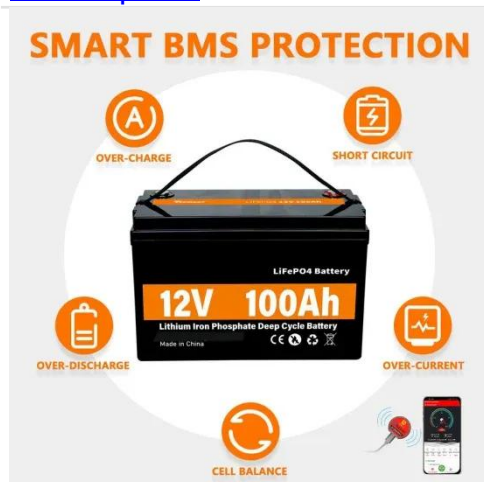 SMART BMS PROTECTION
A
OVER-CHARGE
SHORT CIRCUIT
LiFePO4 Battery
12V 100Ah
Lithium Iron Phosphate Deep Cycle Battery
Made in China
CE
OVER-DISCHARGE
OVER-CURRENT
CELL BALANCE